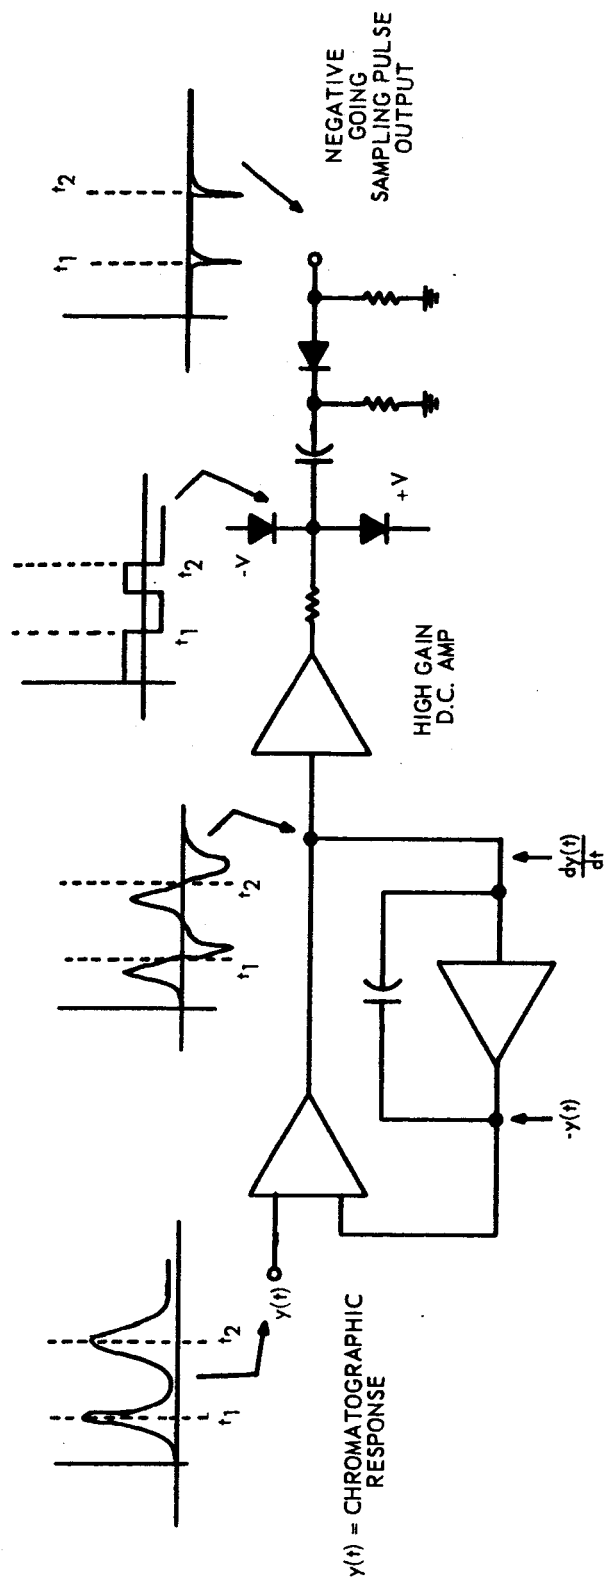 t₁
t₂
y(t)
y(t) = CHROMATOGRAPHIC
RESPONSE
t₁
t₂
-y(t)
dy(t)
dt
t₁
t₂
HIGH GAIN
D.C. AMP
-V
+V
t₁
t₂
NEGATIVE
GOING
SAMPLING PULSE
OUTPUT